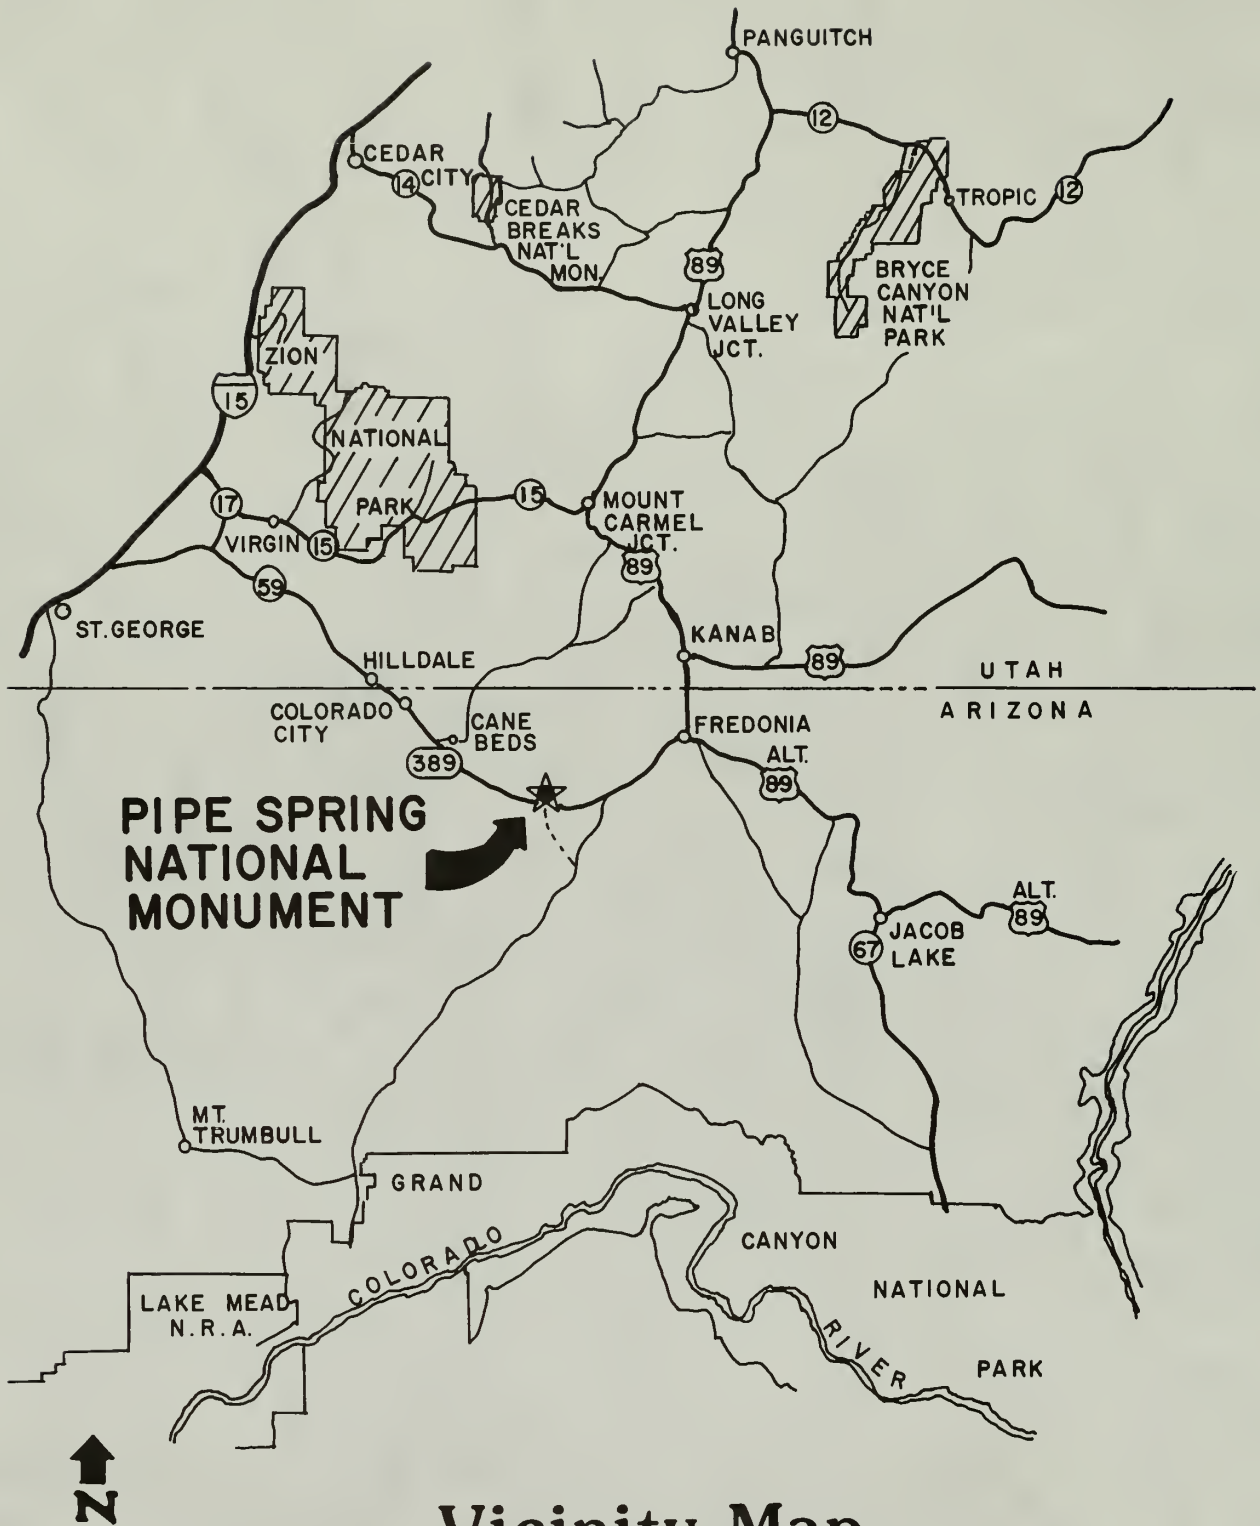 PANGUITCH
12
CEDAR
CITY
14
TROPIC
12
CEDAR
BREAKS
NAT'L
MON.
89
BRYCE
CANYON
NAT'L
PARK
LONG
VALLEY
JCT.
ZION
15
NATIONAL
PARK
15
MOUNT
CARMEL
JCT.
17
VIRGIN
15
89
59
ST. GEORGE
KANAB
HILLDALE
89
UTAH
ARIZONA
COLORADO
CITY
CANE
BEDS
FREDONIA
389
ALT.
89
PIPE SPRING
NATIONAL
MONUMENT
ALT.
89
JACOB
LAKE
67
MT.
TRUMBULL
GRAND
COLORADO
CANYON
NATIONAL
LAKE MEAD
N.R.A.
RIVER
PARK
N
Vicinity Map